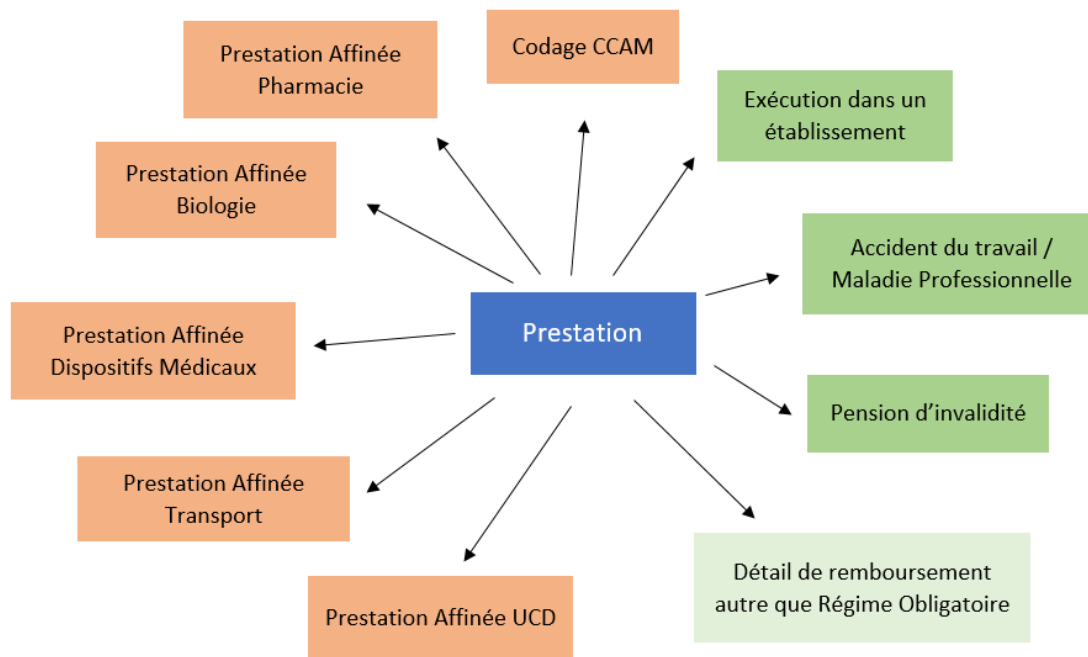 Prestation Affinée
Pharmacie
Codage CCAM
Exécution dans un
établissement
Prestation Affinée
Biologie
Accident du travail /
Maladie Professionnelle
Prestation Affinée
Dispositifs Médicaux
Prestation
Pension d’invalidité
Prestation Affinée
Transport
Détail de remboursement
autre que Régime Obligatoire
Prestation Affinée UCD